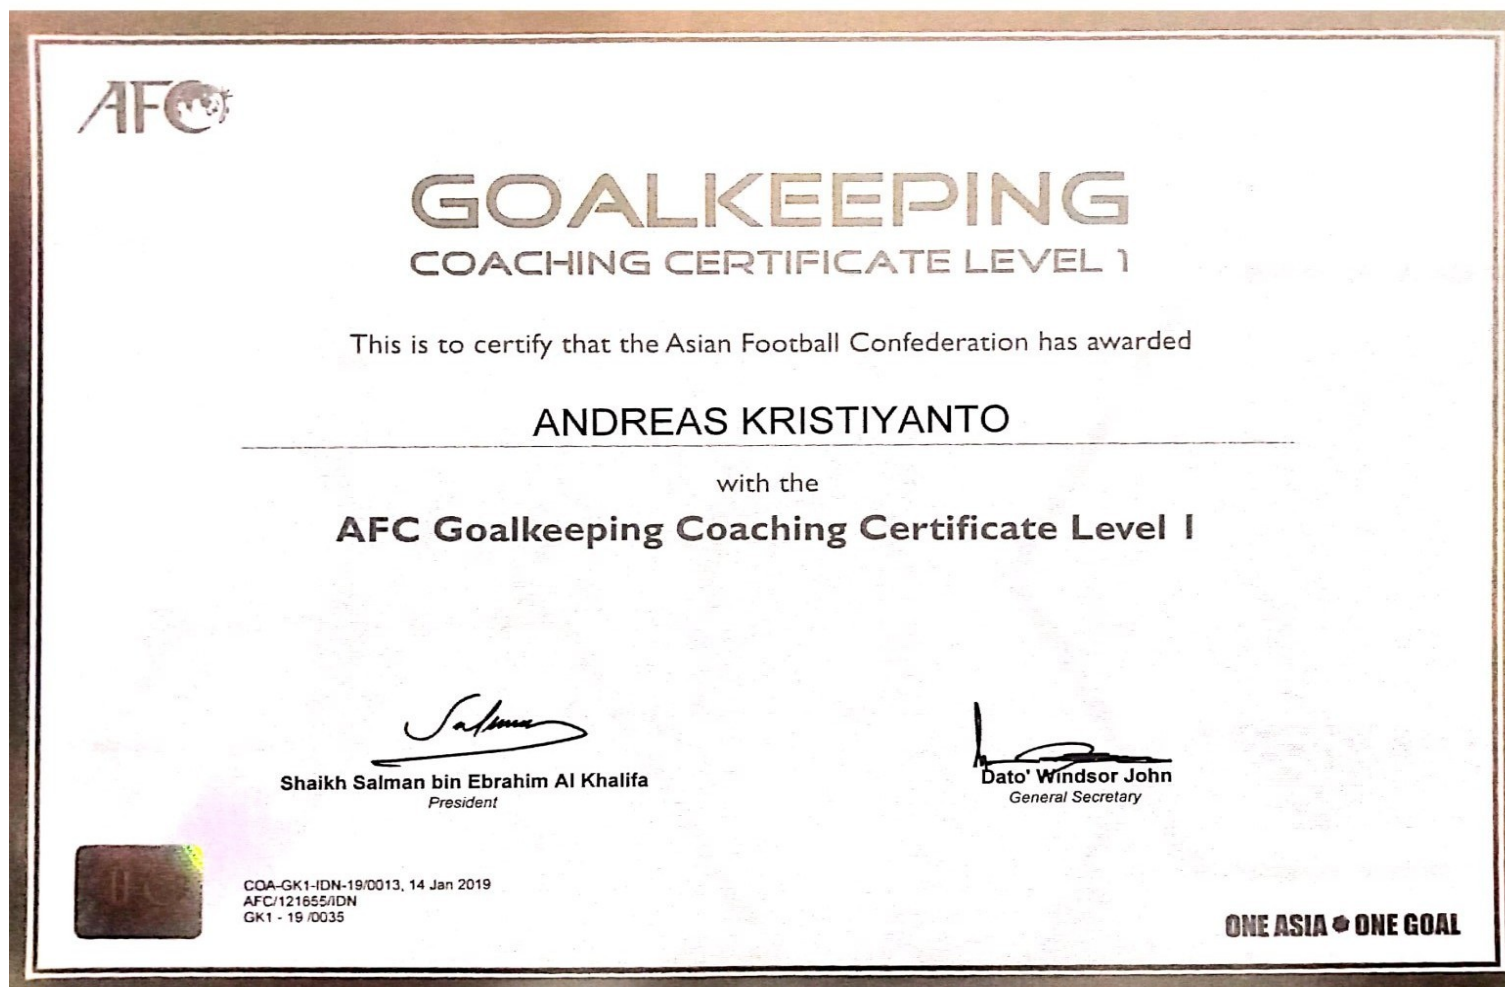 AFC
GOALKEEPING
COACHING CERTIFICATE LEVEL 1
This is to certify that the Asian Football Confederation has awarded
ANDREAS KRISTIYANTO
with the
AFC Goalkeeping Coaching Certificate Level 1
Shaikh Salman bin Ebrahim Al Khalifa
President
Dato' Windsor John
General Secretary
COA-GK1-IDN-19/0013, 14 Jan 2019
AFC/121655/IDN
GK1 - 19 /0035
ONE ASIA ONE GOAL